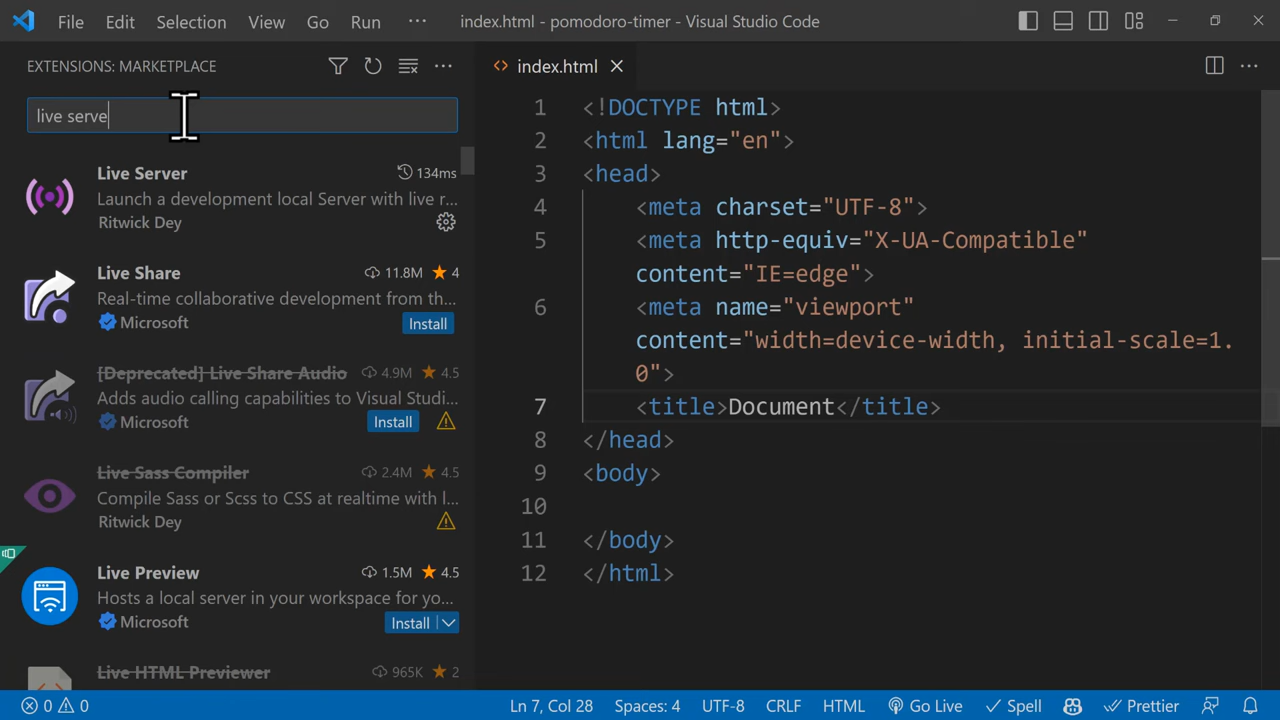 File Edit Selection View Go Run ··· index.html - pomodoro-timer - Visual Studio Code
EXTENSIONS: MARKETPLACE
live serve
Live Server 134ms
Launch a development local Server with live r...
Ritwick Dey
Live Share 11.8M 4
Real-time collaborative development from th...
Microsoft Install
[Deprecated] Live Share Audio 4.9M 4.5
Adds audio calling capabilities to Visual Studi...
Microsoft Install
Live Sass Compiler 2.4M 4.5
Compile Sass or Scss to CSS at realtime with l...
Ritwick Dey
Live Preview 1.5M 4.5
Hosts a local server in your workspace for yo...
Microsoft Install
Live HTML Previewer 965K 2
index.html
1 <!DOCTYPE html>
2 <html lang="en">
3 <head>
4 <meta charset="UTF-8">
5 <meta http-equiv="X-UA-Compatible"
content="IE=edge">
6 <meta name="viewport"
content="width=device-width, initial-scale=1.
0">
7 <title>Document</title>
8 </head>
9 <body>
10
11 </body>
12 </html>
0 0 Ln 7, Col 28 Spaces: 4 UTF-8 CRLF HTML Go Live Spell Prettier